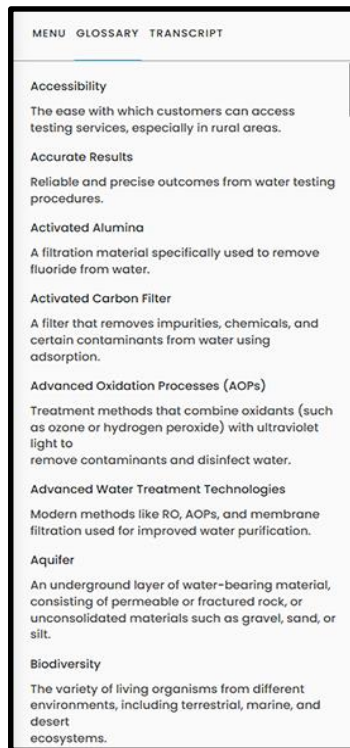 MENU GLOSSARY TRANSCRIPT
Accessibility
The ease with which customers can access
testing services, especially in rural areas.
Accurate Results
Reliable and precise outcomes from water testing
procedures.
Activated Alumina
A filtration material specifically used to remove
fluoride from water.
Activated Carbon Filter
A filter that removes impurities, chemicals, and
certain contaminants from water using
adsorption.
Advanced Oxidation Processes (AOPs)
Treatment methods that combine oxidants (such
as ozone or hydrogen peroxide) with ultraviolet
light to
remove contaminants and disinfect water.
Advanced Water Treatment Technologies
Modern methods like RO, AOPs, and membrane
filtration used for improved water purification.
Aquifer
An underground layer of water-bearing material,
consisting of permeable or fractured rock, or
unconsolidated materials such as gravel, sand, or
silt.
Biodiversity
The variety of living organisms from different
environments, including terrestrial, marine, and
desert
ecosystems.